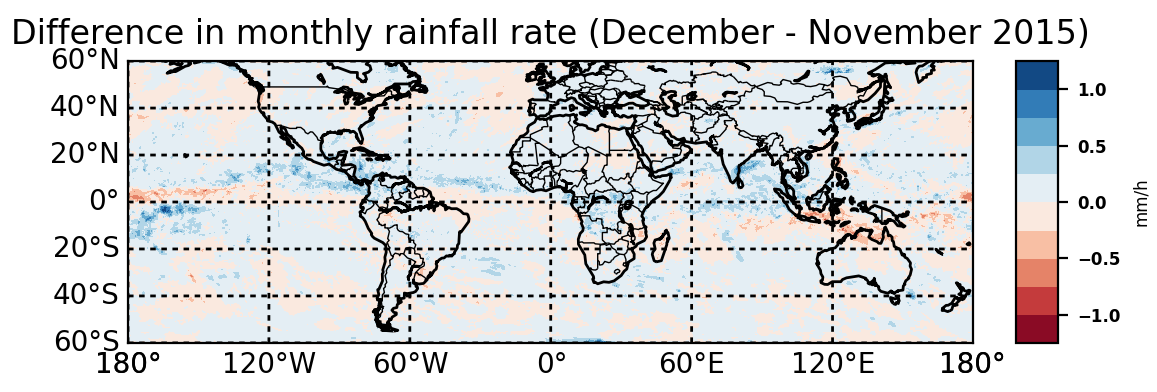 Difference in monthly rainfall rate (December - November 2015)
60°N
40°N
20°N
0°
20°S
40°S
60°S
180° 120°W 60°W 0° 60°E 120°E 180°
1.0
0.5
0.0
−0.5
−1.0
mm/h